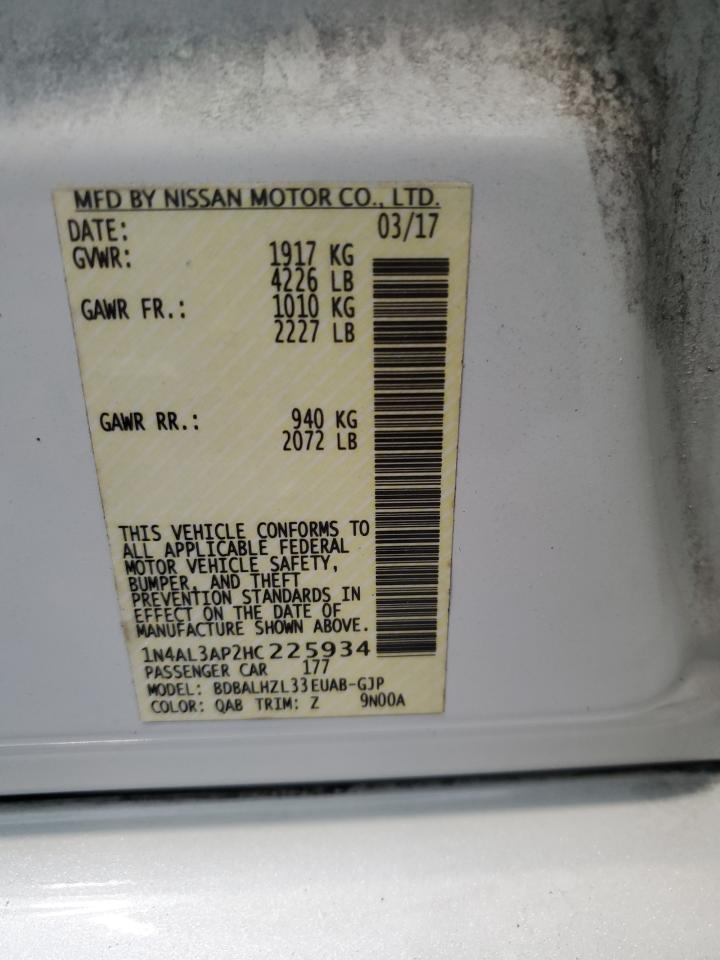 MFD BY NISSAN MOTOR CO., LTD.
DATE: 03/17
GVWR: 1917 KG
4226 LB
GAWR FR.: 1010 KG
2227 LB
GAWR RR.: 940 KG
2072 LB
THIS VEHICLE CONFORMS TO
ALL APPLICABLE FEDERAL
MOTOR VEHICLE SAFETY,
BUMPER, AND THEFT
PREVENTION STANDARDS IN
EFFECT ON THE DATE OF
MANUFACTURE SHOWN ABOVE.
1N4AL3AP2HC225934
PASSENGER CAR 177
MODEL: BDBALHZL33EUAB-GJP
COLOR: QAB TRIM: Z 9N00A